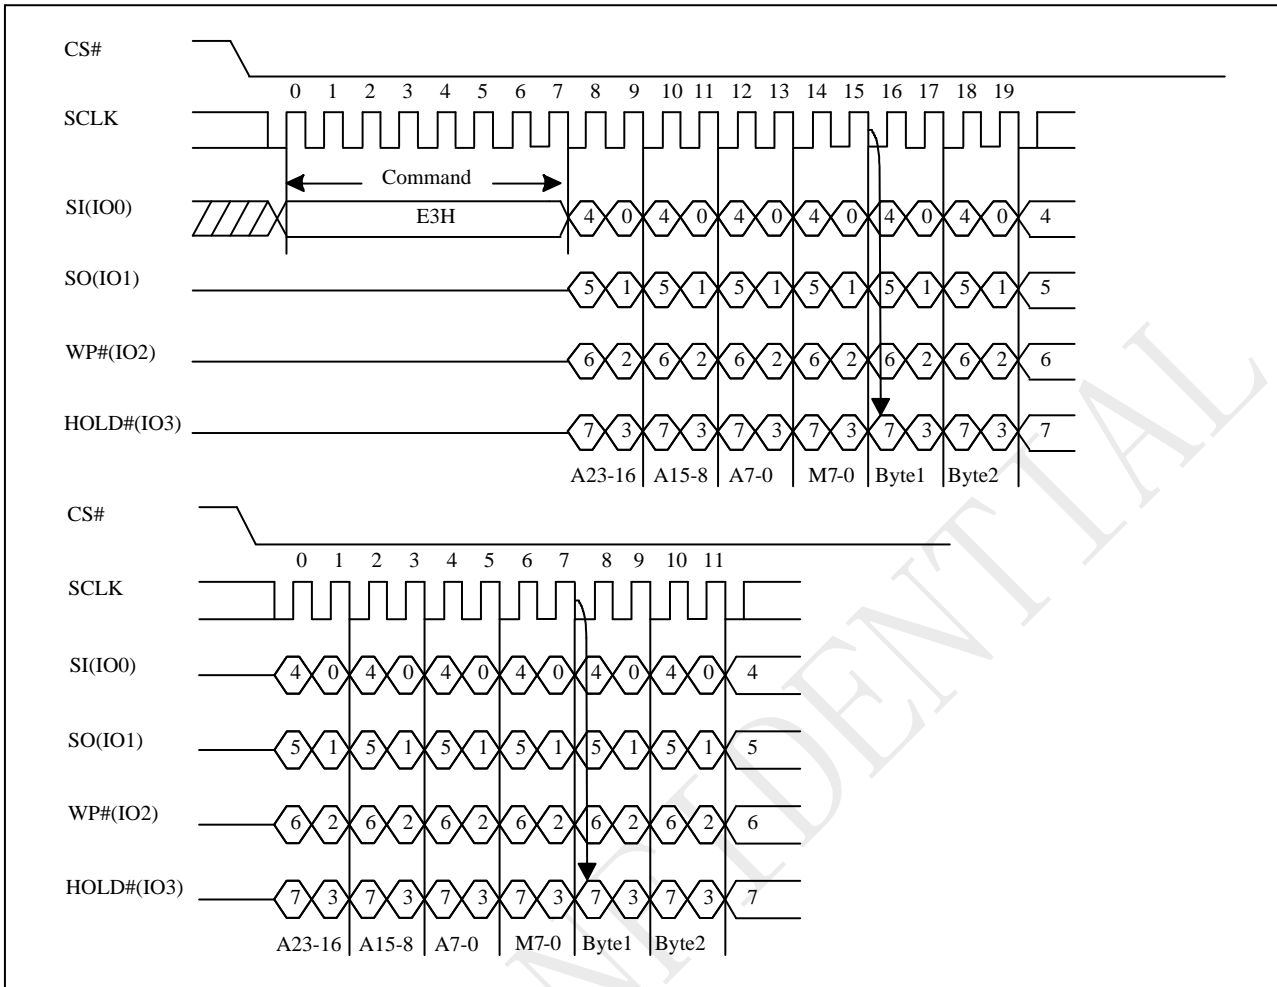 CS#
0 1 2 3 4 5 6 7 8 9 10 11 12 13 14 15 16 17 18 19
SCLK
Command
SI(IO0) E3H 4 0 4 0 4 0 4 0 4 0 4 0 4
SO(IO1) 5 1 5 1 5 1 5 1 5 1 5 1 5
WP#(IO2) 6 2 6 2 6 2 6 2 6 2 6 2 6
HOLD#(IO3) 7 3 7 3 7 3 7 3 7 3 7 3 7
A23-16 A15-8 A7-0 M7-0 Byte1 Byte2
CS#
0 1 2 3 4 5 6 7 8 9 10 11
SCLK
SI(IO0) 4 0 4 0 4 0 4 0 4 0 4 0 4
SO(IO1) 5 1 5 1 5 1 5 1 5 1 5 1 5
WP#(IO2) 6 2 6 2 6 2 6 2 6 2 6 2 6
HOLD#(IO3) 7 3 7 3 7 3 7 3 7 3 7 3 7
A23-16 A15-8 A7-0 M7-0 Byte1 Byte2
NFIDENTIAL